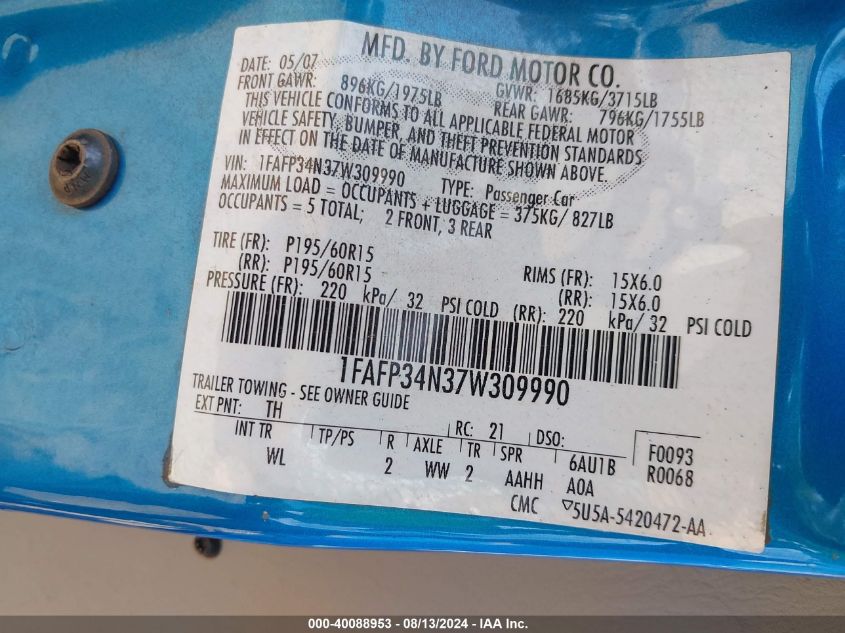 MFD. BY FORD MOTOR CO.
DATE: 05/07 GVWR: 1685KG/3715LB
FRONT GAWR: 896KG/1975LB REAR GAWR: 796KG/1755LB
THIS VEHICLE CONFORMS TO ALL APPLICABLE FEDERAL MOTOR
VEHICLE SAFETY, BUMPER, AND THEFT PREVENTION STANDARDS
IN EFFECT ON THE DATE OF MANUFACTURE SHOWN ABOVE.
VIN: 1FAFP34N37W309990 TYPE: Passenger Car
MAXIMUM LOAD = OCCUPANTS + LUGGAGE = 375KG/ 827LB
OCCUPANTS = 5 TOTAL; 2 FRONT, 3 REAR
TIRE (FR): P195/60R15 RIMS (FR): 15X6.0
(RR): P195/60R15 (RR): 15X6.0
PRESSURE (FR): 220 kPa/ 32 PSI COLD (RR): 220 kPa/ 32 PSI COLD
1FAFP34N37W309990
TRAILER TOWING - SEE OWNER GUIDE
EXT PNT: TH RC: 21 DSO: F0093
INT TR TP/PS R AXLE TR SPR 6AU1B R0068
WL 2 WW 2 AAHH A0A
CMC ▽5U5A-5420472-AA
000-40088953 - 08/13/2024 - IAA Inc.